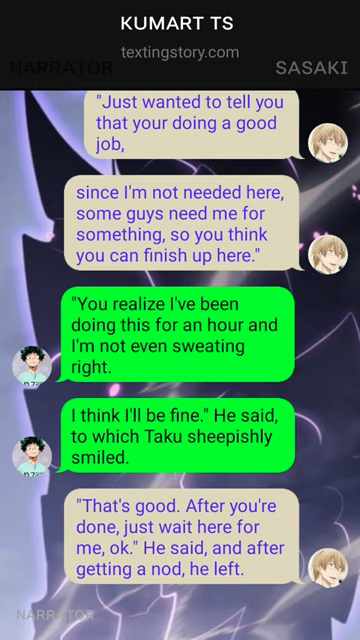 KUMART TS
textingstory.com
NARRATOR
SASAKI
"Just wanted to tell you
that your doing a good
job,
since I'm not needed here,
some guys need me for
something, so you think
you can finish up here."
"You realize I've been
doing this for an hour and
I'm not even sweating
right.
I think I'll be fine." He said,
to which Taku sheepishly
smiled.
"That's good. After you're
done, just wait here for
me, ok." He said, and after
getting a nod, he left.
NARRATOR